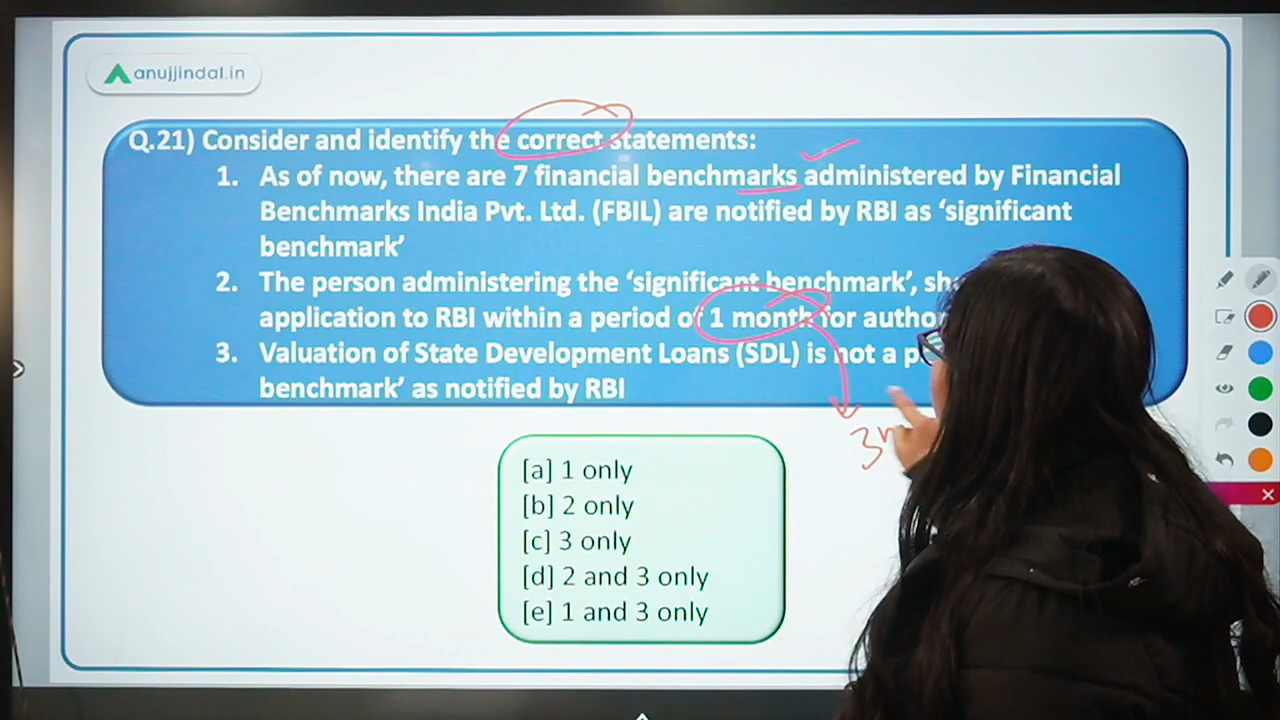 anujjindal.in
Q.21) Consider and identify the correct statements:
1. As of now, there are 7 financial benchmarks administered by Financial
Benchmarks India Pvt. Ltd. (FBIL) are notified by RBI as ‘significant
benchmark’
2. The person administering the ‘significant benchmark’,
application to RBI within a period of 1 month for
3. Valuation of State Development Loans (SDL) is not a
benchmark’ as notified by RBI
3
[a] 1 only
[b] 2 only
[c] 3 only
[d] 2 and 3 only
[e] 1 and 3 only